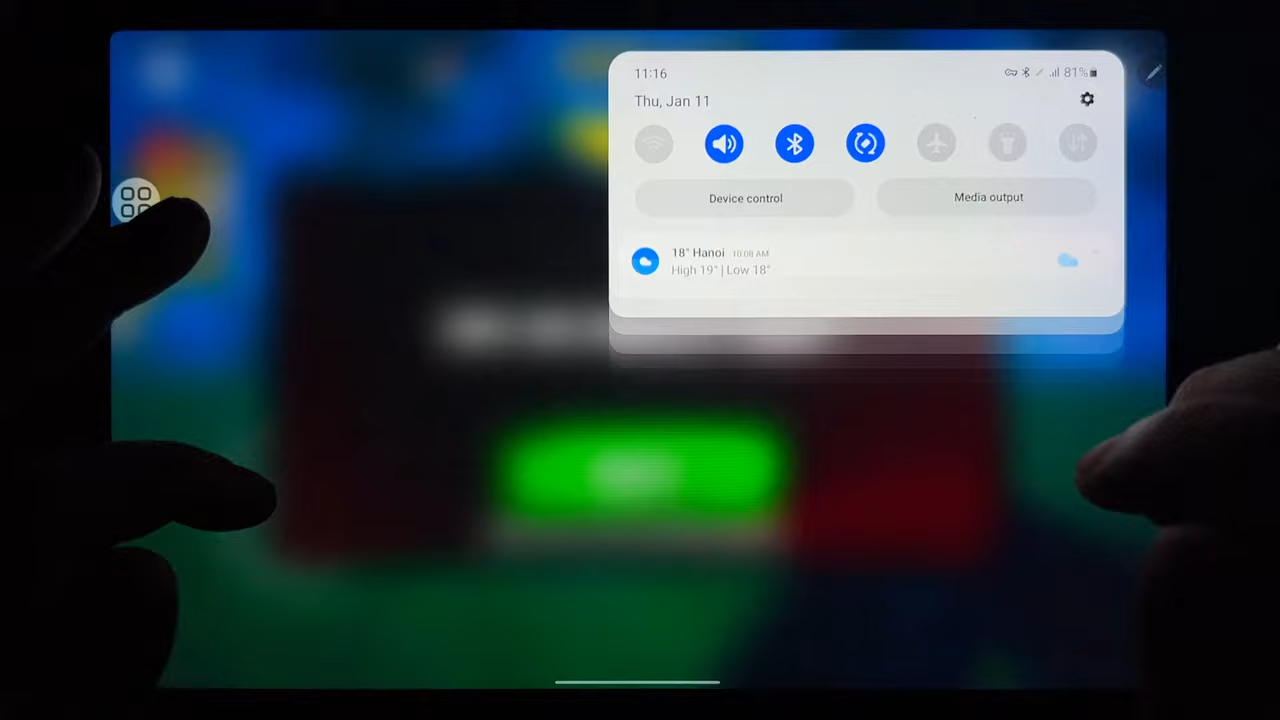 11:16
81%
Thu, Jan 11
Device control
Media output
18° Hanoi 10:08 AM
High 19° | Low 18°